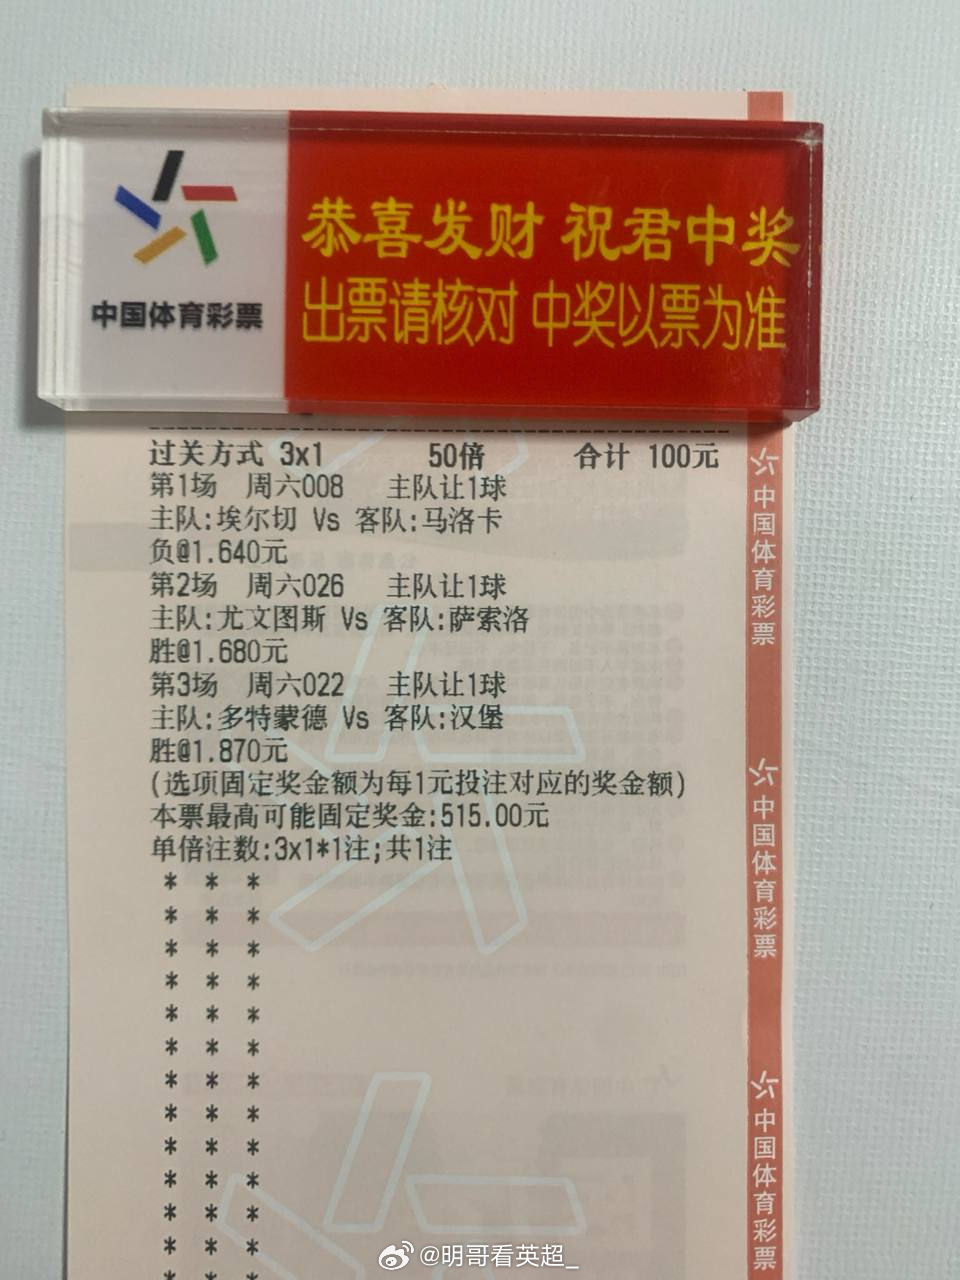 恭喜发财 祝君中奖
中国体育彩票
出票请核对 中奖以票为准
过关方式 3x1 50倍 合计 100元
第1场 周六008 主队让1球
主队:埃尔切 Vs 客队:马洛卡
负@1.640元
第2场 周六026 主队让1球
主队:尤文图斯 Vs 客队:萨索洛
胜@1.680元
第3场 周六022 主队让1球
主队:多特蒙德 Vs 客队:汉堡
胜@1.870元
(选项固定奖金额为每1元投注对应的奖金额)
本票最高可能固定奖金:515.00元
单倍注数:3x1*1注;共1注
* * *
* * *
* * *
* * *
* * *
* * *
* * *
* * *
* * *
* * *
* * *
* * *
* * *
中国体育彩票
中国体育彩票
中国体育彩票
@明哥看英超_